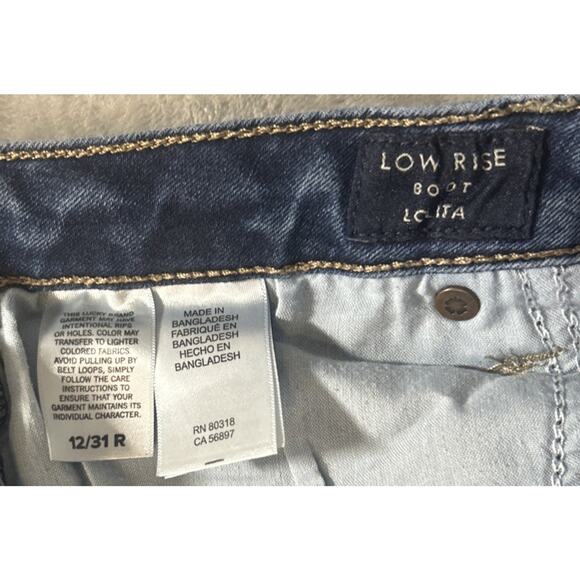 LOW RISE
BOOT
LOLITA
THIS LUCKY BRAND
GARMENT MAY HAVE
INTENTIONAL RIPS
OR HOLES. COLOR MAY
TRANSFER TO LIGHTER
COLORED FABRICS.
AVOID PULLING UP BY
BELT LOOPS, SIMPLY
FOLLOW THE CARE
INSTRUCTIONS TO
ENSURE THAT YOUR
GARMENT MAINTAINS ITS
INDIVIDUAL CHARACTER.
12/31 R
MADE IN
BANGLADESH
FABRIQUÉ EN
BANGLADESH
HECHO EN
BANGLADESH
RN 80318
CA 56897